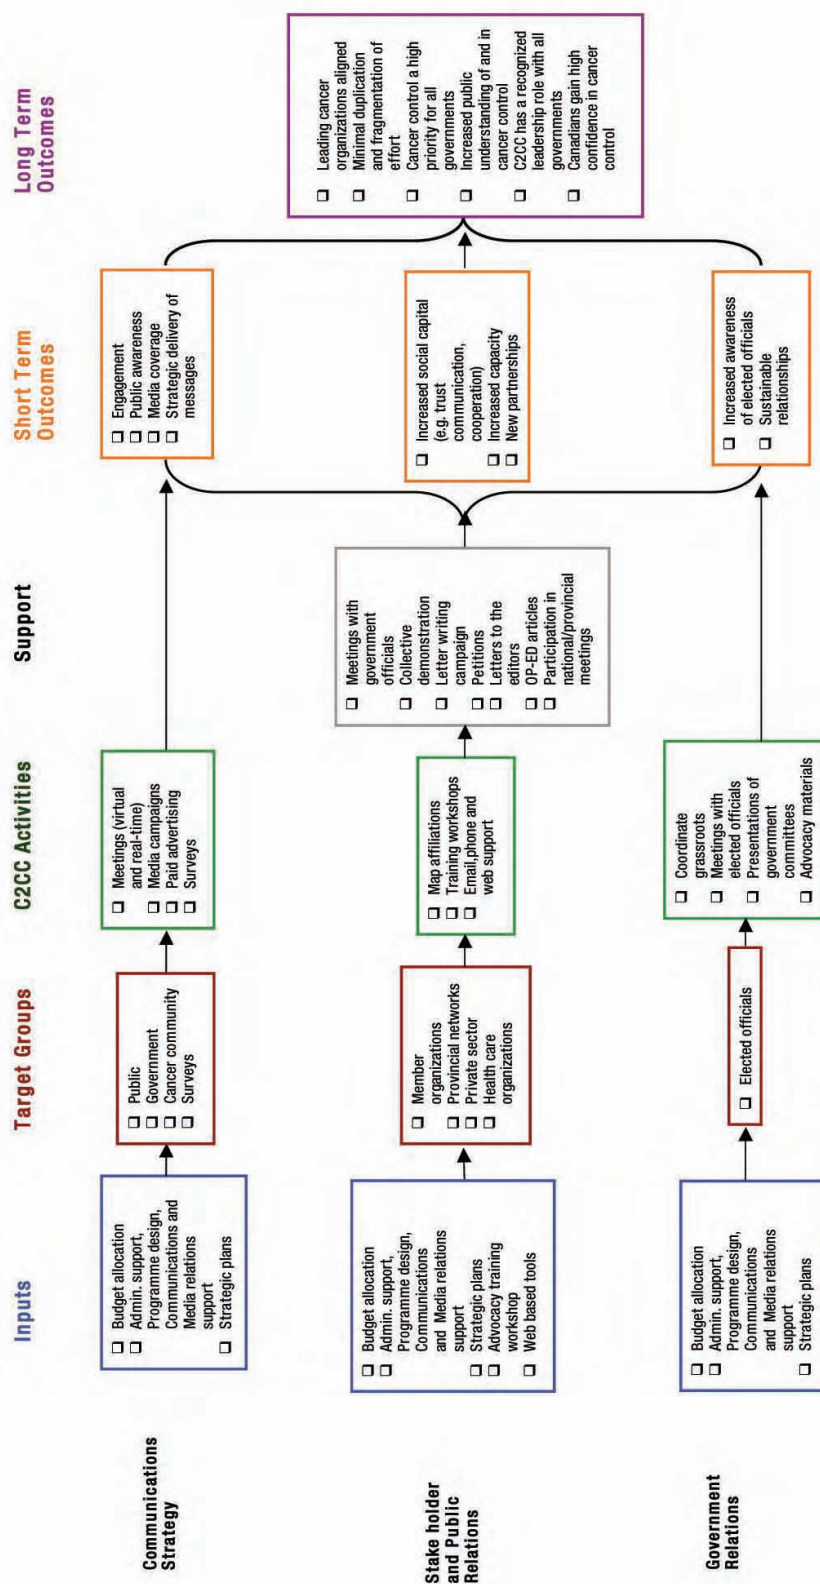 Inputs
Target Groups
C2CC Activities
Support
Short Term
Outcomes
Long Term
Outcomes
Communications
Strategy
❑ Budget allocation
❑ Admin. support,
Programme design,
Communications and
Media relations
support
❑ Strategic plans
❑ Public
❑ Government
❑ Cancer community
❑ Surveys
❑ Meetings (virtual
and real-time)
❑ Media campaigns
❑ Paid advertising
❑ Surveys
❑ Engagement
❑ Public awareness
❑ Media coverage
❑ Strategic delivery of
messages
Stake holder
and Public
Relations
❑ Budget allocation
❑ Admin. support,
Programme design,
Communications
and Media relations
support
❑ Strategic plans
❑ Advocacy training
workshop
❑ Web based tools
❑ Member
organizations
❑ Provincial networks
❑ Private sector
❑ Health care
organizations
❑ Map affiliations
❑ Training workshops
❑ Email,phone and
web support
❑ Meetings with
government
officials
❑ Collective
demonstration
❑ Letter writing
campaign
❑ Petitions
❑ Letters to the
editors
❑ OP-ED articles
❑ Participation in
national/provincial
meetings
❑ Increased social capital
(e.g. trust
communication,
cooperation)
❑ Increased capacity
❑ New partnerships
❑ Leading cancer
organizations aligned
❑ Minimal duplication
and fragmentation of
effort
❑ Cancer control a high
priority for all
governments
❑ Increased public
understanding of and in
cancer control
❑ C2CC has a recognized
leadership role with all
governments
❑ Canadians gain high
confidence in cancer
control
Government
Relations
❑ Budget allocation
❑ Admin. support,
Programme design,
Communications
and Media relations
support
❑ Strategic plans
❑ Elected officials
❑ Coordinate
grassroots
❑ Meetings with
elected officials
❑ Presentations of
government
committees
❑ Advocacy materials
❑ Increased awareness
of elected officials
❑ Sustainable
relationships